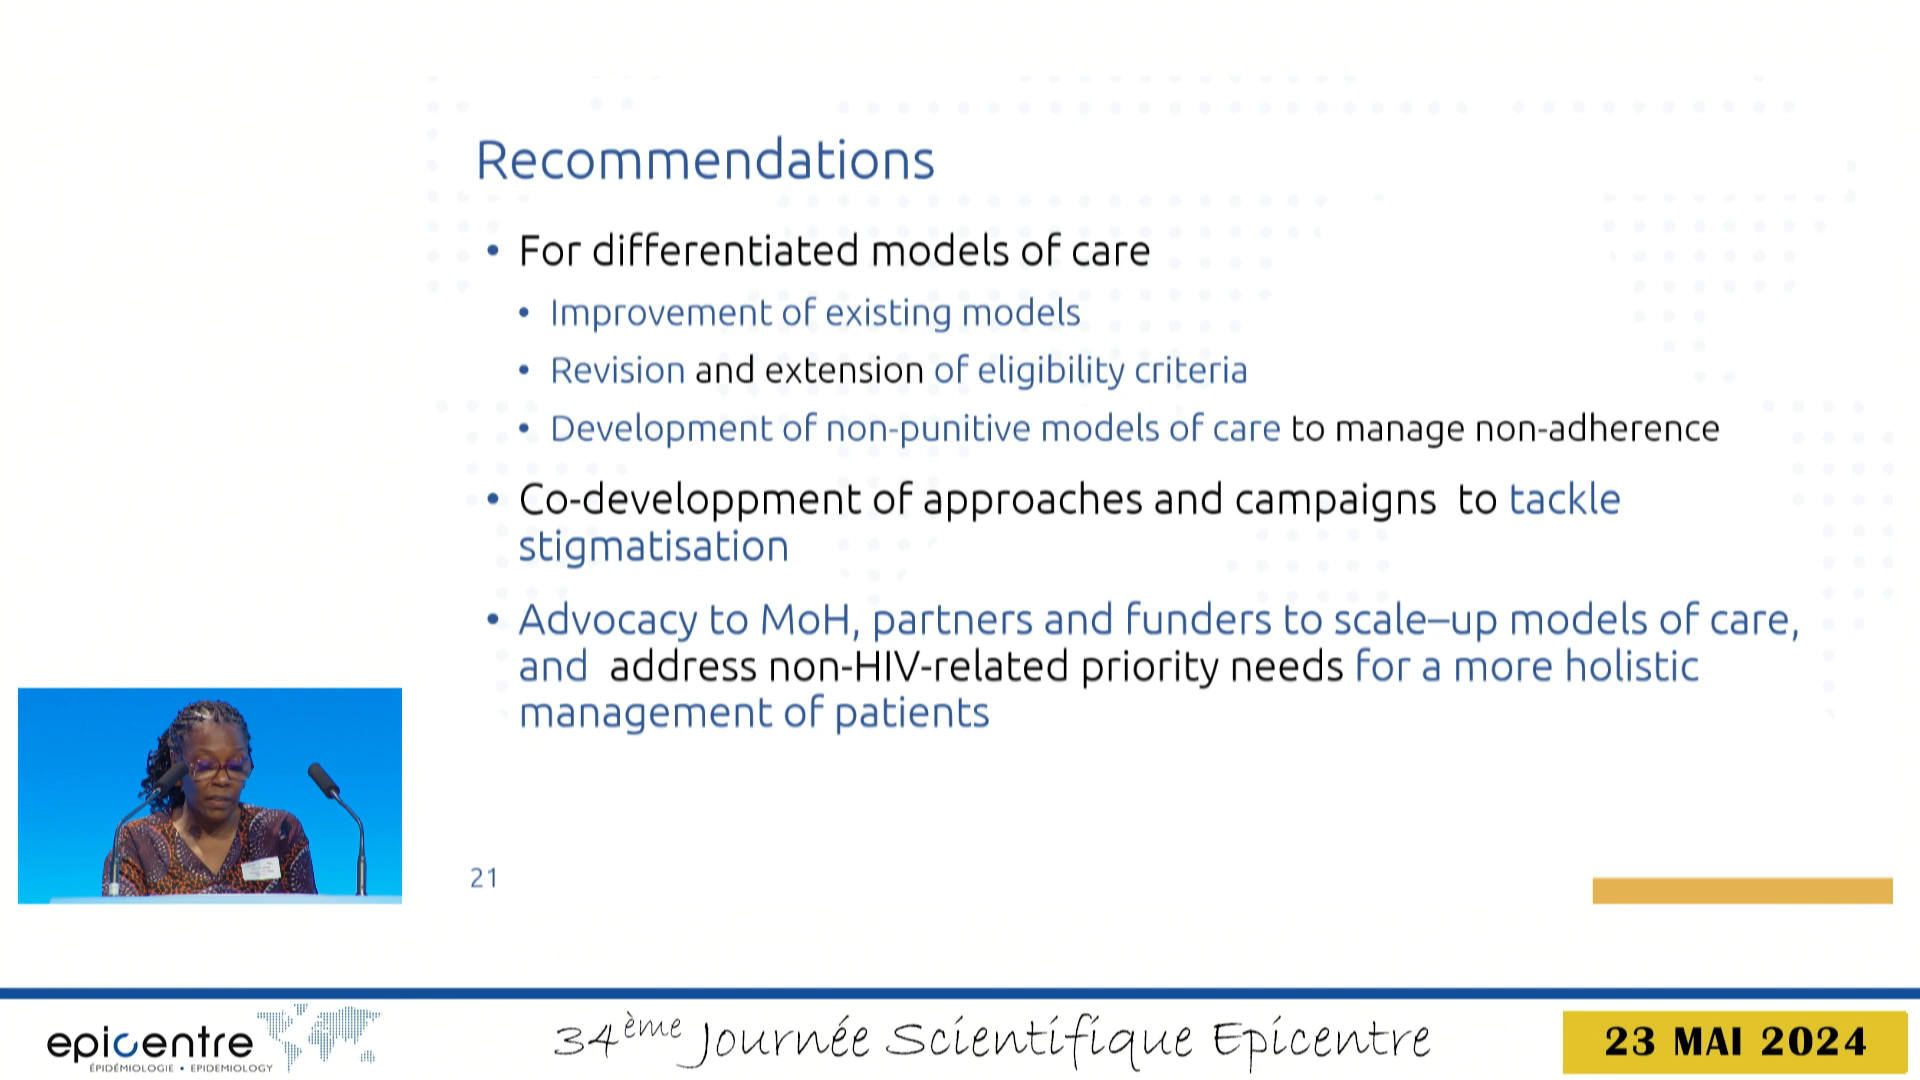 Recommendations
• For differentiated models of care
• Improvement of existing models
• Revision and extension of eligibility criteria
• Development of non-punitive models of care to manage non-adherence
• Co-developpment of approaches and campaigns to tackle
stigmatisation
• Advocacy to MoH, partners and funders to scale–up models of care,
and address non-HIV-related priority needs for a more holistic
management of patients
21
epicentre
ÉPIDÉMIOLOGIE • EPIDEMIOLOGY
34ème Journée Scientifique Epicentre
23 MAI 2024